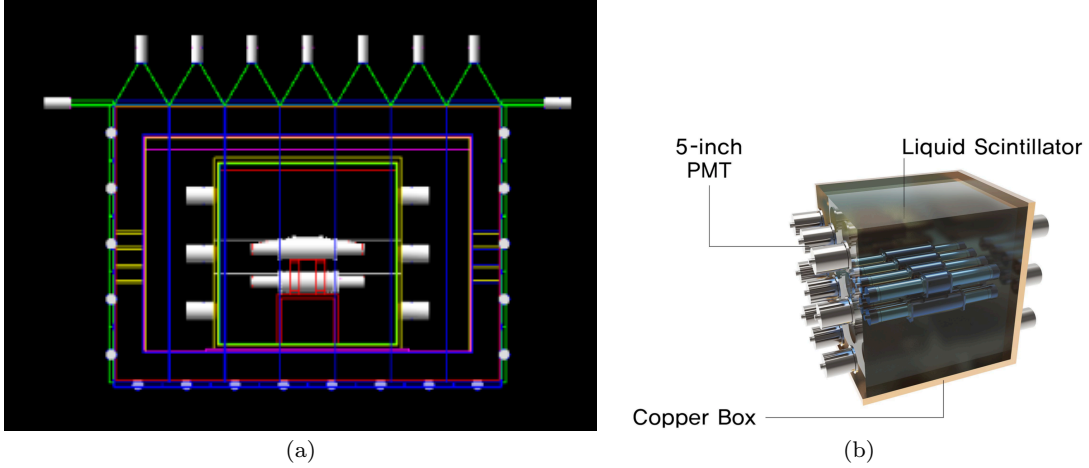 5-inch
PMT
Liquid Scintillator
Copper Box
(a)
(b)